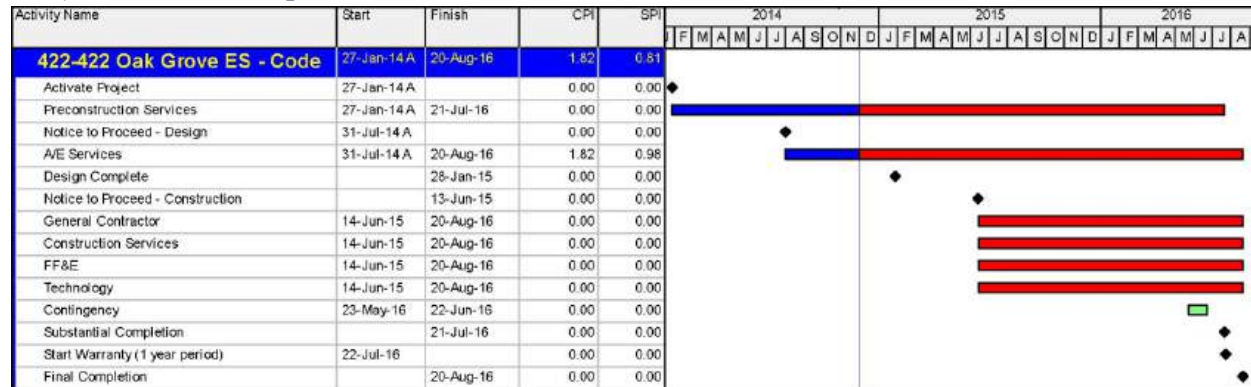 Activity Name Start Finish CPI SPI 2014 2015 2016
J F M A M J J A S O N D J F M A M J J A S O N D J F M A M J J A
422-422 Oak Grove ES - Code 27-Jan-14 A 20-Aug-16 1.82 0.81
Activate Project 27-Jan-14 A 0.00 0.00
Preconstruction Services 27-Jan-14 A 21-Jul-16 0.00 0.00
Notice to Proceed - Design 31-Jul-14 A 0.00 0.00
A/E Services 31-Jul-14 A 20-Aug-16 1.82 0.98
Design Complete 28-Jan-15 0.00 0.00
Notice to Proceed - Construction 13-Jun-15 0.00 0.00
General Contractor 14-Jun-15 20-Aug-16 0.00 0.00
Construction Services 14-Jun-15 20-Aug-16 0.00 0.00
FF&E 14-Jun-15 20-Aug-16 0.00 0.00
Technology 14-Jun-15 20-Aug-16 0.00 0.00
Contingency 23-May-16 22-Jun-16 0.00 0.00
Substantial Completion 21-Jul-16 0.00 0.00
Start Warranty (1 year period) 22-Jul-16 0.00 0.00
Final Completion 20-Aug-16 0.00 0.00